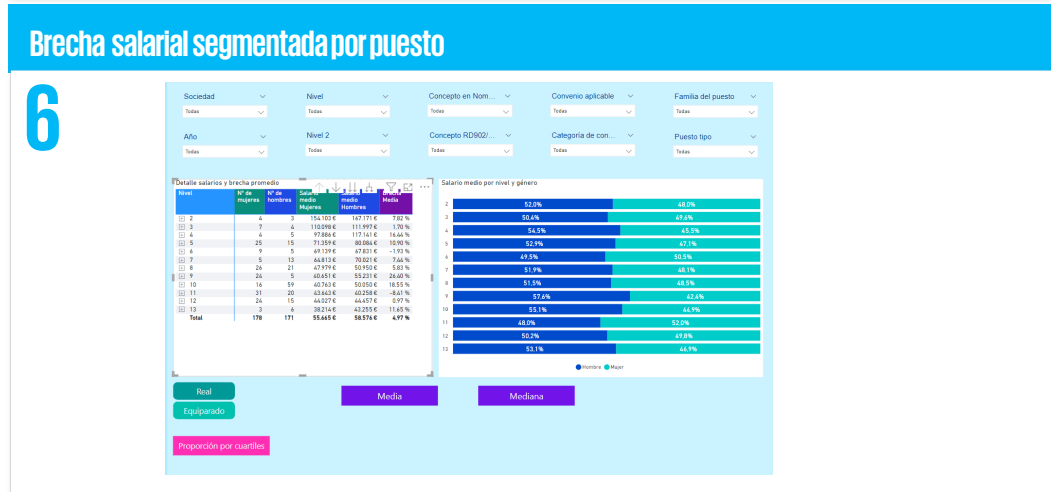 Brecha salarial segmentada por puesto
6
Sociedad Nivel Concepto en Nom... Convenio aplicable Familia del puesto
Todas Todas Todas Todas Todas
Año Nivel 2 Concepto RD902/... Categoría de con... Puesto tipo
Todas Todas Todas Todas Todas
Detalle salarios y brecha promedio
Nivel Nº de mujeres Nº de hombres Salario medio Mujeres Salario medio Hombres Brecha Media
2 4 3 154.103 € 167.171 € 7,82 %
3 7 4 110.098 € 111.997 € 1,70 %
4 4 5 97.886 € 117.141 € 16,44 %
5 25 15 71.359 € 80.084 € 10,90 %
6 9 5 69.139 € 67.831 € -1,93 %
7 5 13 64.813 € 70.021 € 7,44 %
8 26 21 47.979 € 50.950 € 5,83 %
9 24 5 40.651 € 55.231 € 26,40 %
10 16 59 40.763 € 50.050 € 18,55 %
11 31 20 43.643 € 40.258 € -8,41 %
12 24 15 44.027 € 44.457 € 0,97 %
13 3 6 38.214 € 43.255 € 11,65 %
Total 178 171 55.665 € 58.576 € 4,97 %
Salario medio por nivel y género
2 52,0% 48,0%
3 50,4% 49,6%
4 54,5% 45,5%
5 52,9% 47,1%
6 49,5% 50,5%
7 51,9% 48,1%
8 51,5% 48,5%
9 57,6% 42,4%
10 55,1% 44,9%
11 48,0% 52,0%
12 50,2% 49,8%
13 53,1% 46,9%
Hombre Mujer
Real
Equiparado
Media
Mediana
Proporción por cuartiles